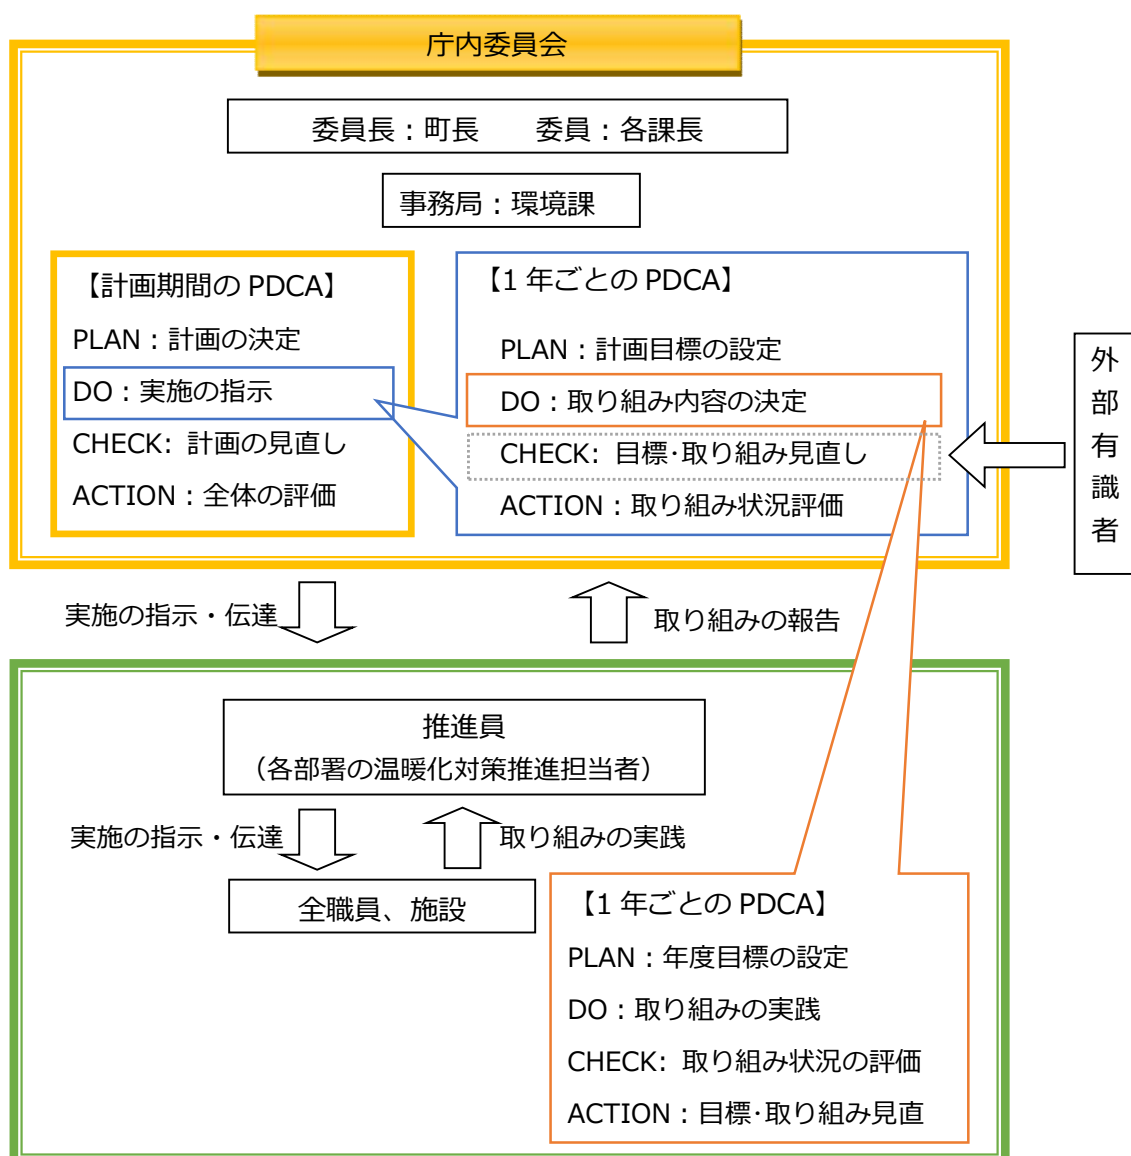 庁内委員会
委員長：町長　　委員：各課長
事務局：環境課
【計画期間の PDCA】
PLAN：計画の決定
DO：実施の指示
CHECK: 計画の見直し
ACTION：全体の評価
【1 年ごとの PDCA】
PLAN：計画目標の設定
DO：取り組み内容の決定
CHECK: 目標･取り組み見直し
ACTION：取り組み状況評価
外部有識者
実施の指示・伝達
取り組みの報告
推進員
（各部署の温暖化対策推進担当者）
実施の指示・伝達
取り組みの実践
全職員、施設
【1 年ごとの PDCA】
PLAN：年度目標の設定
DO：取り組みの実践
CHECK: 取り組み状況の評価
ACTION：目標･取り組み見直